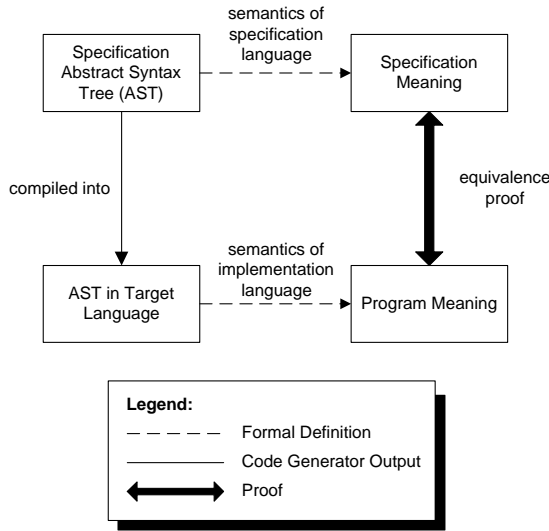 semantics of
specification
language
Specification
Abstract Syntax
Tree (AST)
Specification
Meaning
compiled into
equivalence
proof
semantics of
implementation
language
AST in Target
Language
Program Meaning
Legend:
Formal Definition
Code Generator Output
Proof